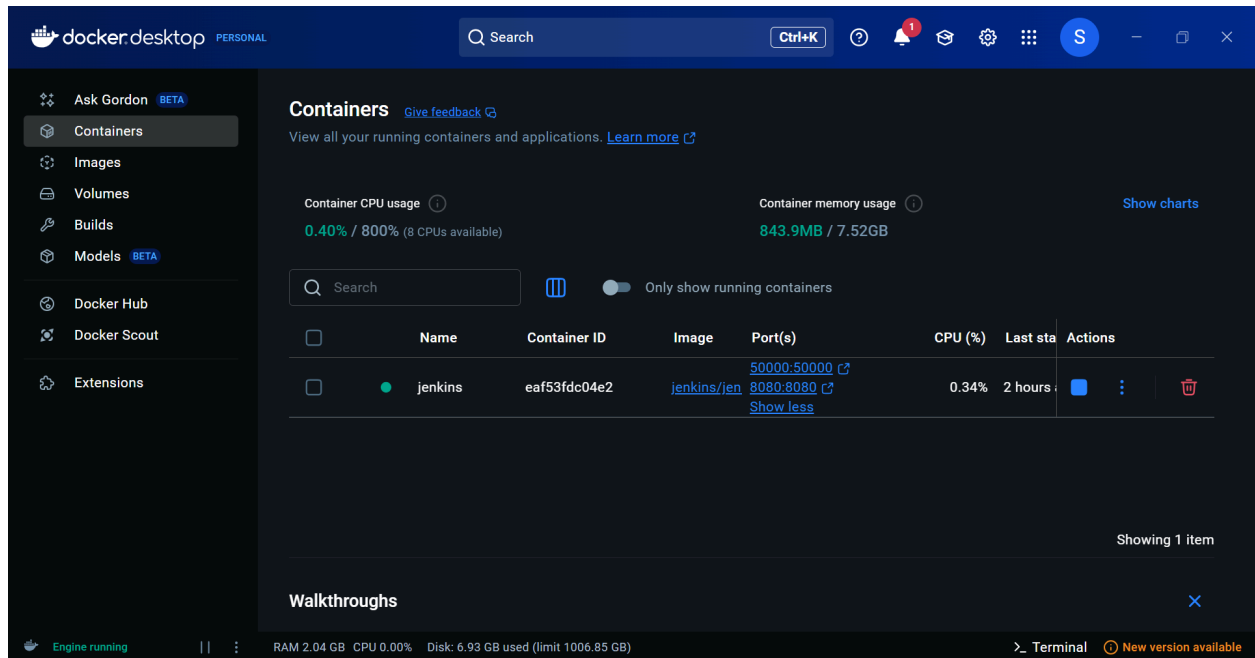 docker.desktop PERSONAL
Search Ctrl+K
1
S
Ask Gordon BETA
Containers
Images
Volumes
Builds
Models BETA
Docker Hub
Docker Scout
Extensions
Containers Give feedback
View all your running containers and applications. Learn more
Container CPU usage
0.40% / 800% (8 CPUs available)
Container memory usage
843.9MB / 7.52GB
Show charts
Search
Only show running containers
Name Container ID Image Port(s) CPU (%) Last sta Actions
jenkins eaf53fdc04e2 jenkins/jen 50000:50000 0.34% 2 hours
8080:8080
Show less
Showing 1 item
Walkthroughs
Engine running
RAM 2.04 GB CPU 0.00% Disk: 6.93 GB used (limit 1006.85 GB)
>_ Terminal
New version available